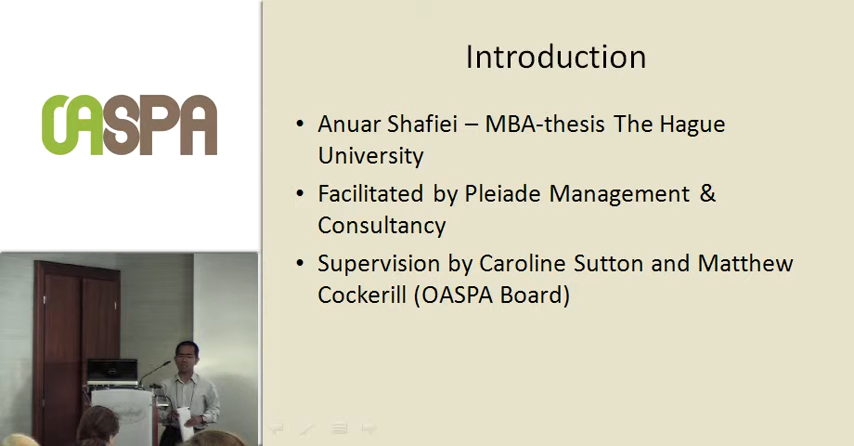 OASPA
Introduction
• Anuar Shafiei – MBA-thesis The Hague
University
• Facilitated by Pleiade Management &
Consultancy
• Supervision by Caroline Sutton and Matthew
Cockerill (OASPA Board)